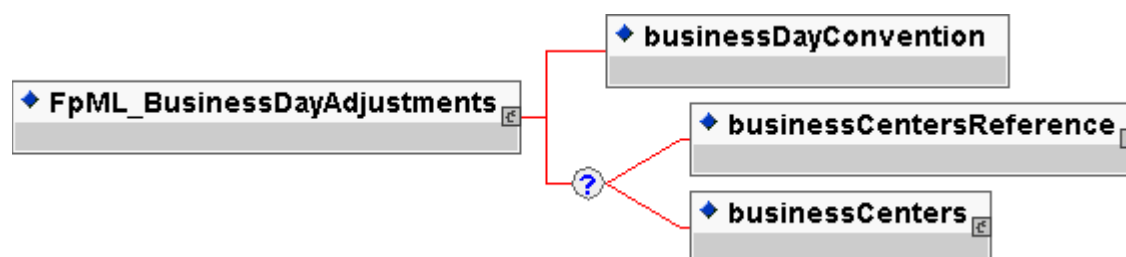 FpML_BusinessDayAdjustments
businessDayConvention
businessCentersReference
?
businessCenters